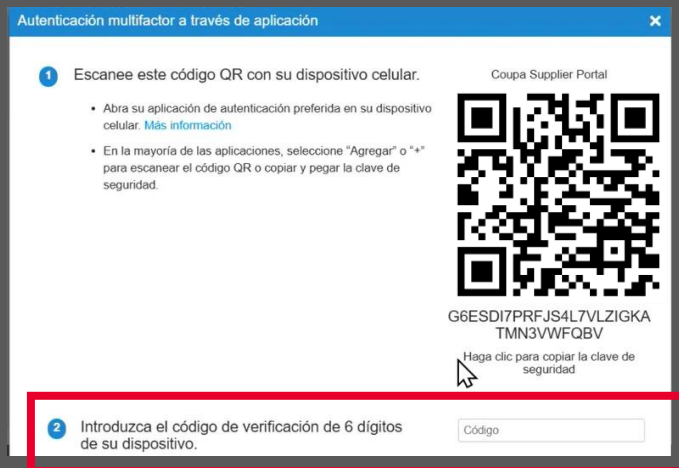 Autenticación multifactor a través de aplicación
1
Escanee este código QR con su dispositivo celular.
• Abra su aplicación de autenticación preferida en su dispositivo
celular. Más información
• En la mayoría de las aplicaciones, seleccione "Agregar" o "+"
para escanear el código QR o copiar y pegar la clave de
seguridad.
Coupa Supplier Portal
G6ESDI7PRFJS4L7VLZIGKA
TMN3VWFQBV
Haga clic para copiar la clave de
seguridad
2
Introduzca el código de verificación de 6 dígitos
de su dispositivo.
Código